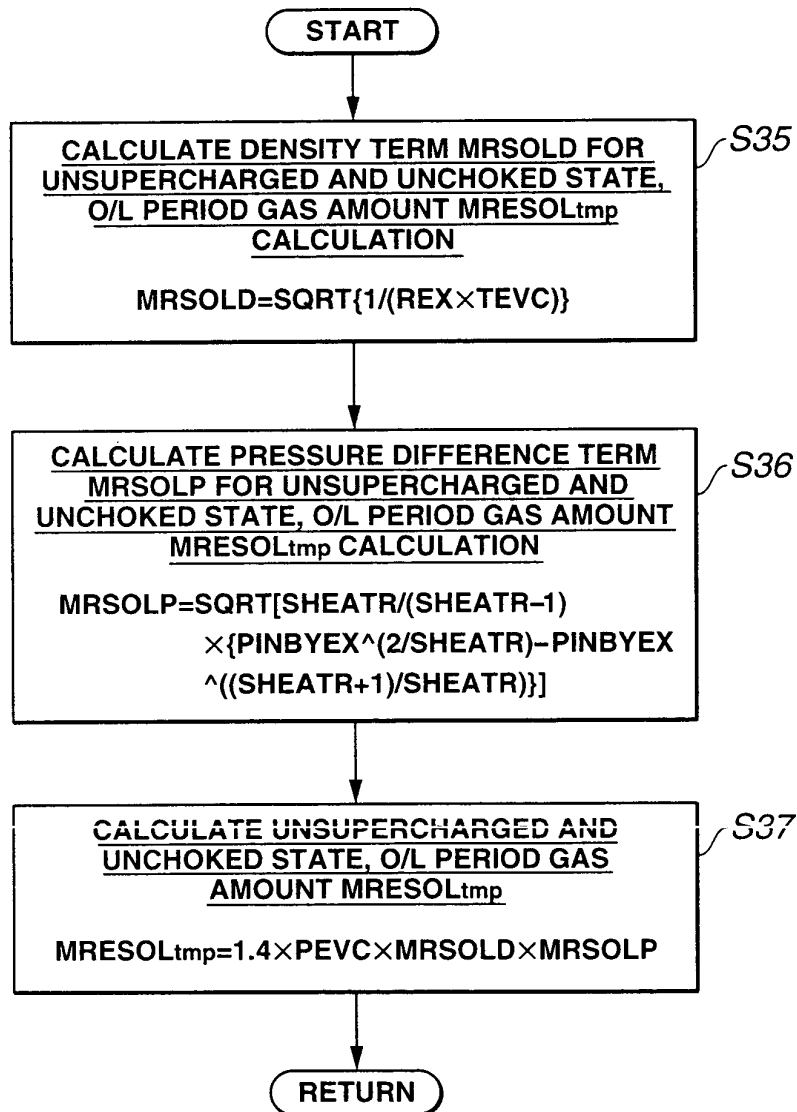 START
S35
CALCULATE DENSITY TERM MRSOLD FOR
UNSUPERCHARGED AND UNCHOKED STATE,
O/L PERIOD GAS AMOUNT MRESOLtmp
CALCULATION
MRSOLD=SQRT{1/(REX×TEVC)}
S36
CALCULATE PRESSURE DIFFERENCE TERM
MRSOLP FOR UNSUPERCHARGED AND
UNCHOKED STATE, O/L PERIOD GAS AMOUNT
MRESOLtmp CALCULATION
MRSOLP=SQRT[SHEATR/(SHEATR–1)
×{PINBYEX^(2/SHEATR)–PINBYEX
^((SHEATR+1)/SHEATR)}]
S37
CALCULATE UNSUPERCHARGED AND
UNCHOKED STATE, O/L PERIOD GAS
AMOUNT MRESOLtmp
MRESOLtmp=1.4×PEVC×MRSOLD×MRSOLP
RETURN